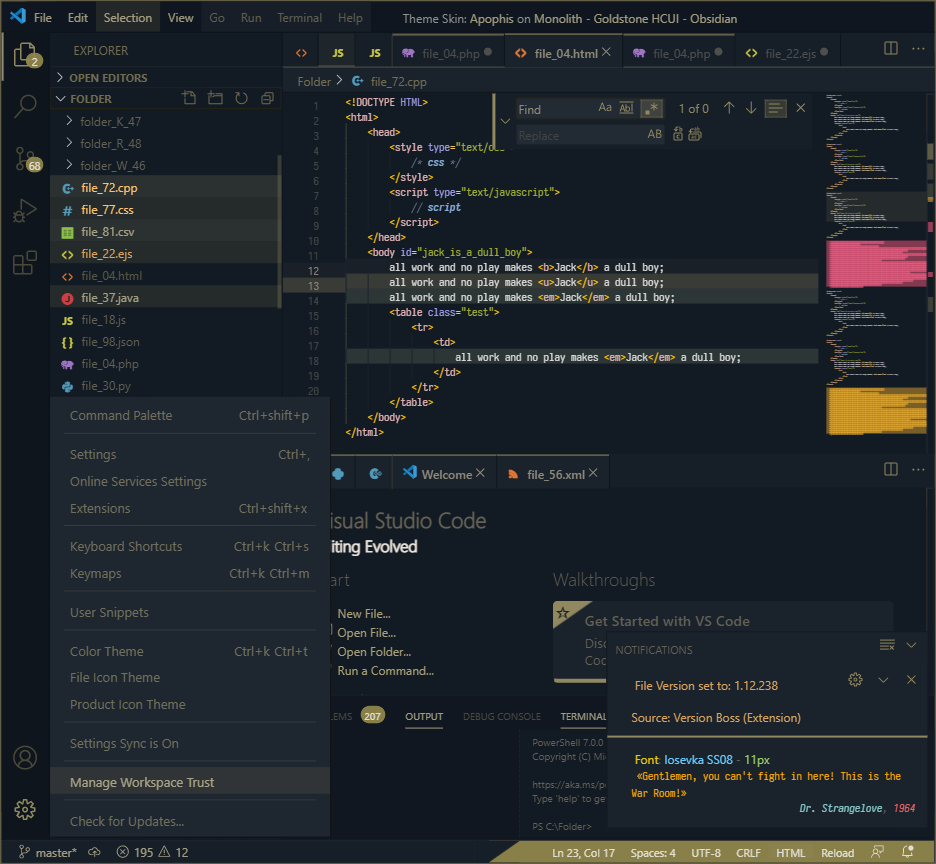 File Edit Selection View Go Run Terminal Help Theme Skin: Apophis on Monolith - Goldstone HCUI - Obsidian
2
EXPLORER
JS JS file_04.php file_04.html file_04.php file_22.ejs
OPEN EDITORS
Folder file_72.cpp
FOLDER
folder_K_47
folder_R_48
folder_W_46
file_72.cpp
file_77.css
file_81.csv
file_22.ejs
file_04.html
file_37.java
JS file_18.js
file_98.json
file_04.php
file_30.py
68
Find Aa Abl .* 1 of 0
Replace AB
1 <!DOCTYPE HTML>
2 <html>
3 <head>
4 <style type="text/
5 /* css */
6 </style>
7 <script type="text/javascript">
8 // script
9 </script>
10 </head>
11 <body id="jack_is_a_dull_boy">
12 all work and no play makes <b>Jack</b> a dull boy;
13 all work and no play makes <u>Jack</u> a dull boy;
14 all work and no play makes <em>Jack</em> a dull boy;
15 <table class="test">
16 <tr>
17 <td>
18 all work and no play makes <em>Jack</em> a dull boy;
19 </td>
20 </tr>
</table>
</body>
</html>
Command Palette Ctrl+shift+p
Settings Ctrl+,
Online Services Settings
Extensions Ctrl+shift+x
Keyboard Shortcuts Ctrl+k Ctrl+s
Keymaps Ctrl+k Ctrl+m
User Snippets
Color Theme Ctrl+k Ctrl+t
File Icon Theme
Product Icon Theme
Settings Sync is On
Manage Workspace Trust
Check for Updates...
Welcome file_56.xml
isual Studio Code
iting Evolved
art
New File...
Open File...
Open Folder...
Run a Command...
Walkthroughs
Get Started with VS Code
Disc
Coc
NOTIFICATIONS
File Version set to: 1.12.238
Source: Version Boss (Extension)
Font: Iosevka SS08 - 11px
«Gentlemen, you can't fight in here! This is the
War Room!»
Dr. Strangelove, 1964
LEMS 207 OUTPUT DEBUG CONSOLE TERMINAL
PowerShell 7.0.0
Copyright (C) Mi
https://aka.ms/p
Type 'help' to ge
PS C:\Folder>
master* 195 12 Ln 23, Col 17 Spaces: 4 UTF-8 CRLF HTML Reload